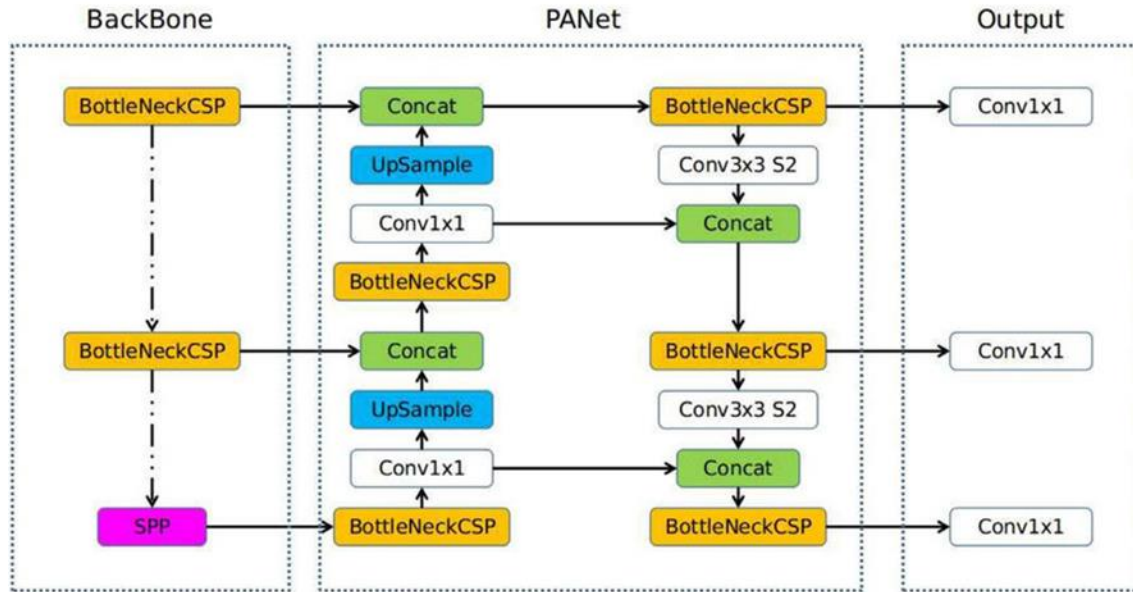 BackBone
PANet
Output
BottleNeckCSP
Concat
BottleNeckCSP
Conv1x1
UpSample
Conv3x3 S2
Conv1x1
Concat
BottleNeckCSP
BottleNeckCSP
Concat
BottleNeckCSP
Conv1x1
UpSample
Conv3x3 S2
Conv1x1
Concat
SPP
BottleNeckCSP
BottleNeckCSP
Conv1x1